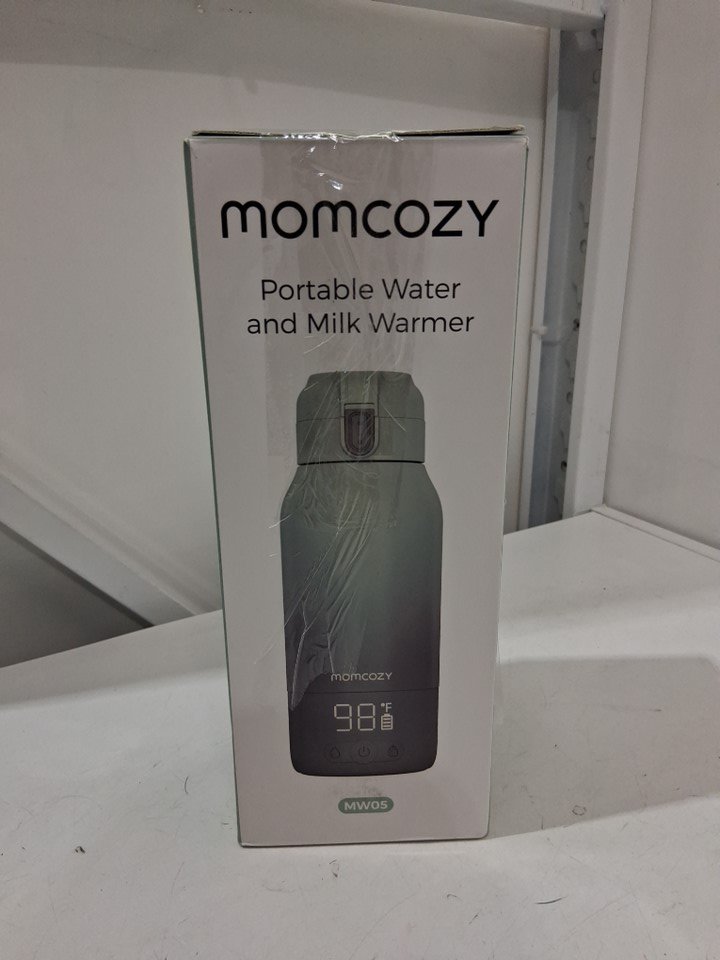 momcozy
Portable Water
and Milk Warmer
momcozy
98°F
MW05